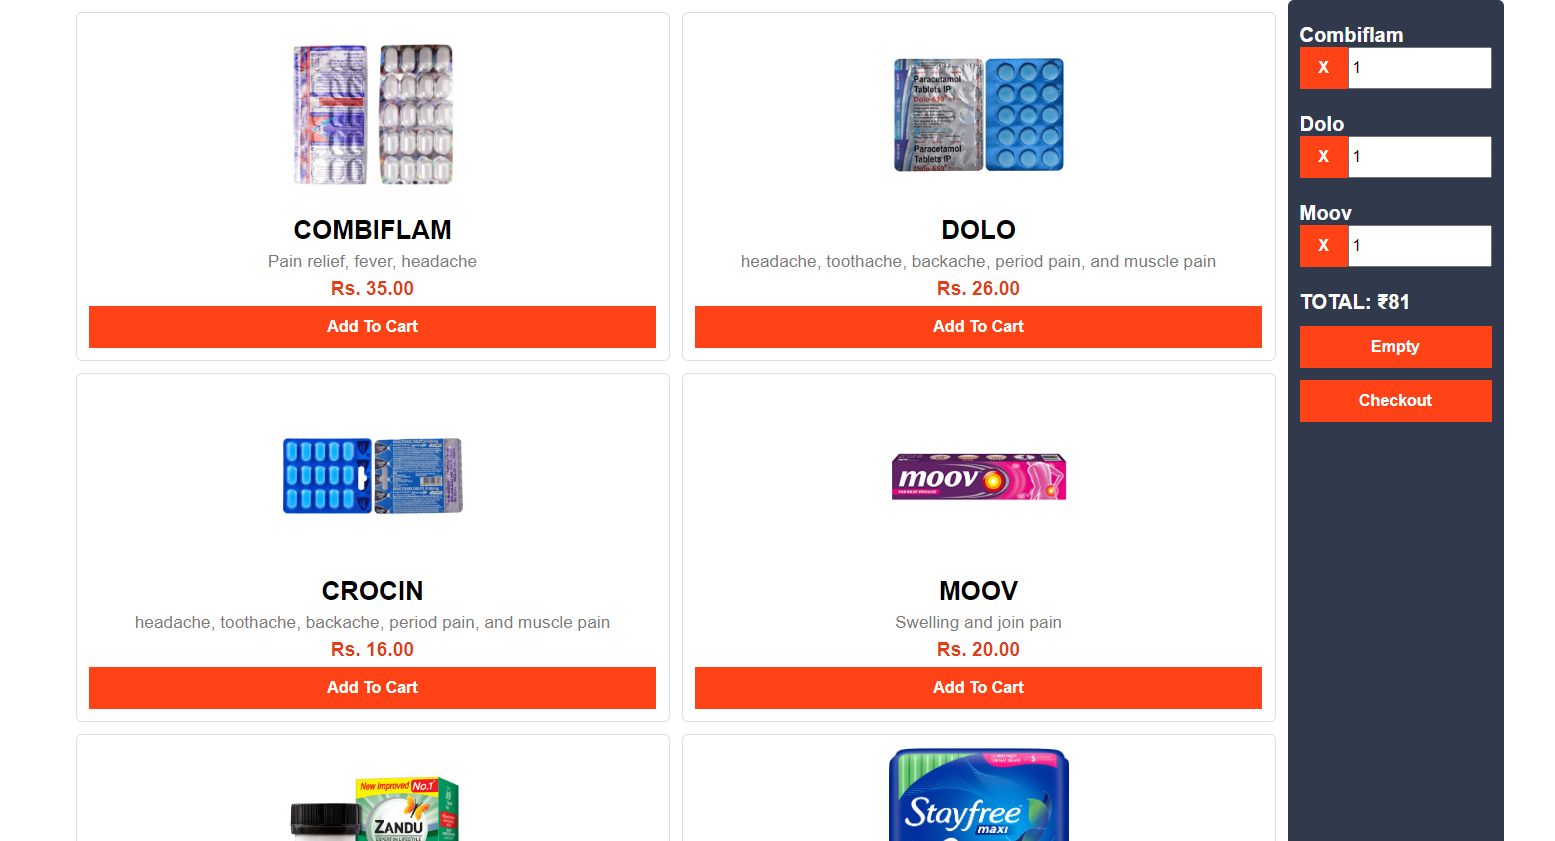 Paracetamol
Tablets IP
Dolo-650
Paracetamol
Tablets IP
Dolo-650
COMBIFLAM
Pain relief, fever, headache
Rs. 35.00
Add To Cart
DOLO
headache, toothache, backache, period pain, and muscle pain
Rs. 26.00
Add To Cart
moov
PAIN RELIEF SPECIALIST
CROCIN
headache, toothache, backache, period pain, and muscle pain
Rs. 16.00
Add To Cart
MOOV
Swelling and join pain
Rs. 20.00
Add To Cart
New Improved No.1
ZANDU
Stayfree
maxi
Combiflam
X 1
Dolo
X 1
Moov
X 1
TOTAL: ₹81
Empty
Checkout